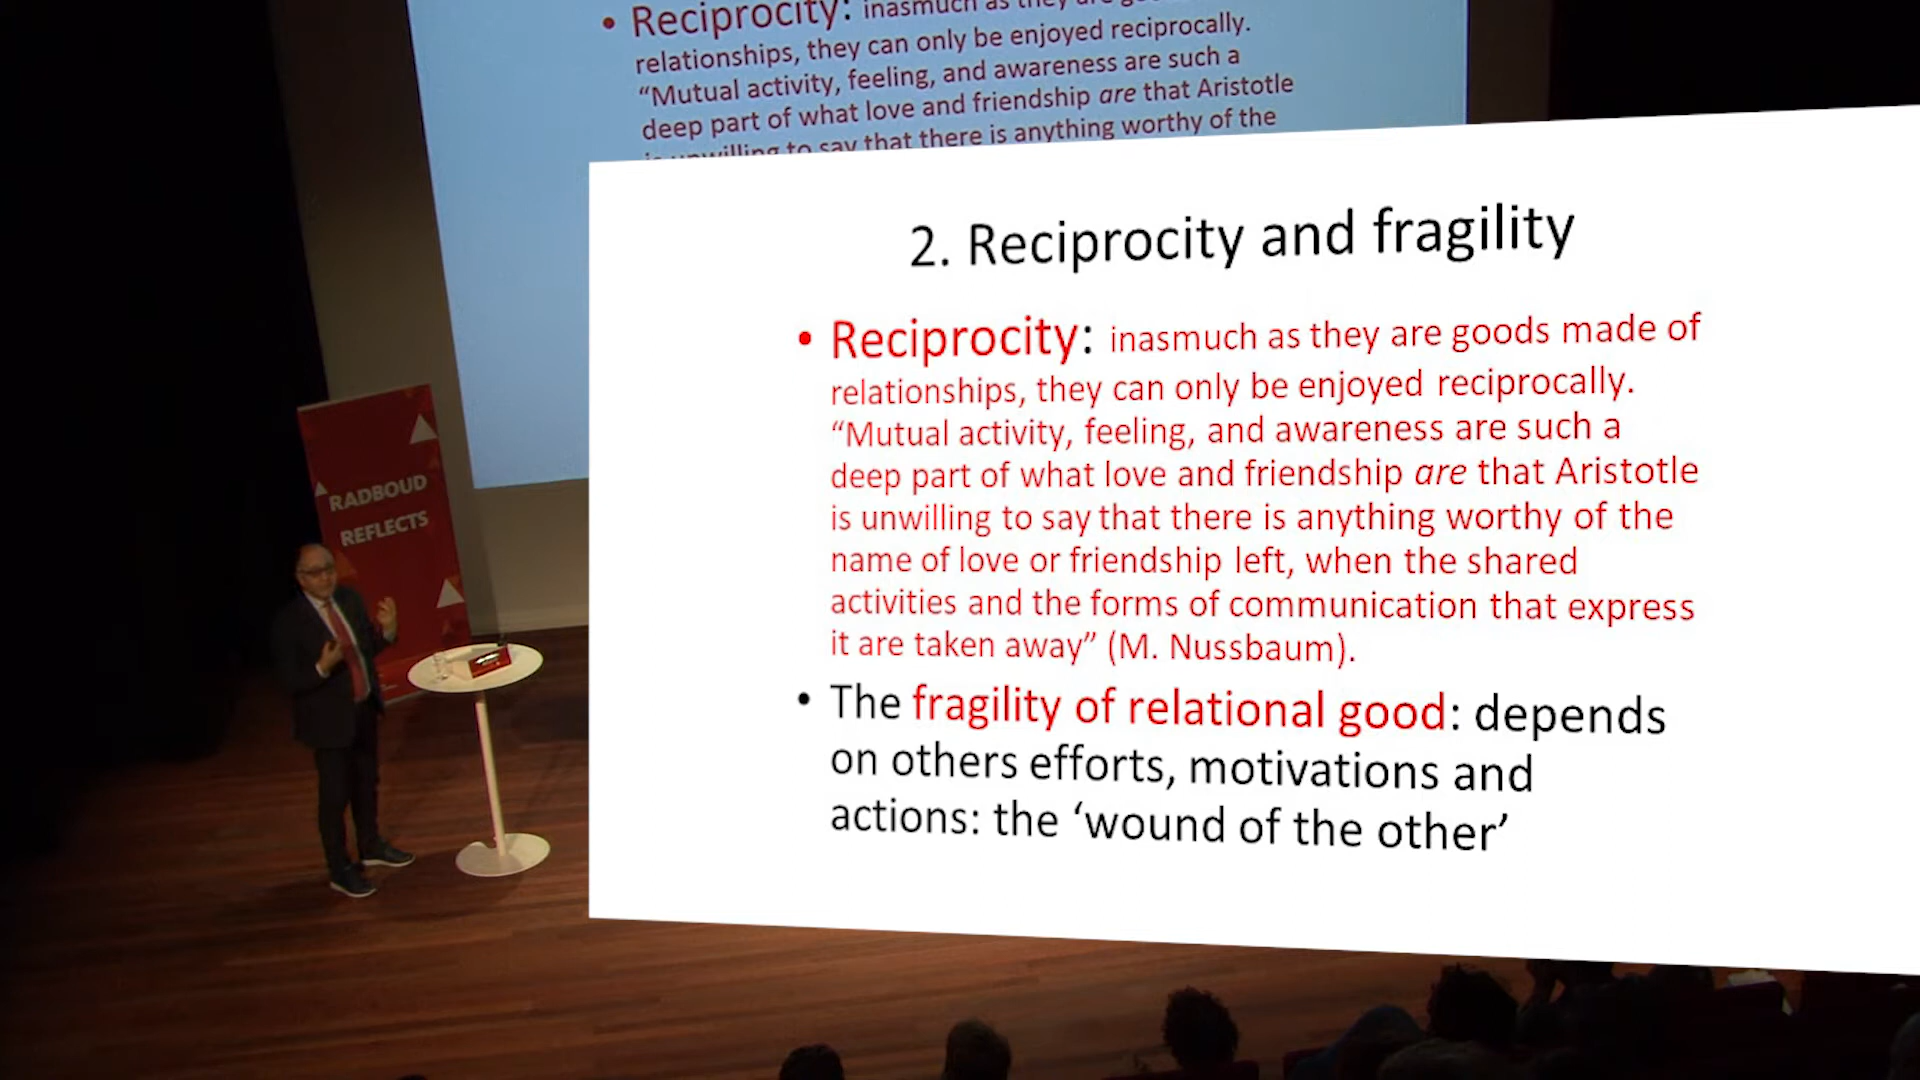 • Reciprocity: inasmuch as they are
relationships, they can only be enjoyed reciprocally.
“Mutual activity, feeling, and awareness are such a
deep part of what love and friendship are that Aristotle
is unwilling to say that there is anything worthy of the
2. Reciprocity and fragility
• Reciprocity: inasmuch as they are goods made of
relationships, they can only be enjoyed reciprocally.
“Mutual activity, feeling, and awareness are such a
deep part of what love and friendship are that Aristotle
is unwilling to say that there is anything worthy of the
name of love or friendship left, when the shared
activities and the forms of communication that express
it are taken away” (M. Nussbaum).
• The fragility of relational good: depends
on others efforts, motivations and
actions: the ‘wound of the other’
RADBOUD
REFLECTS